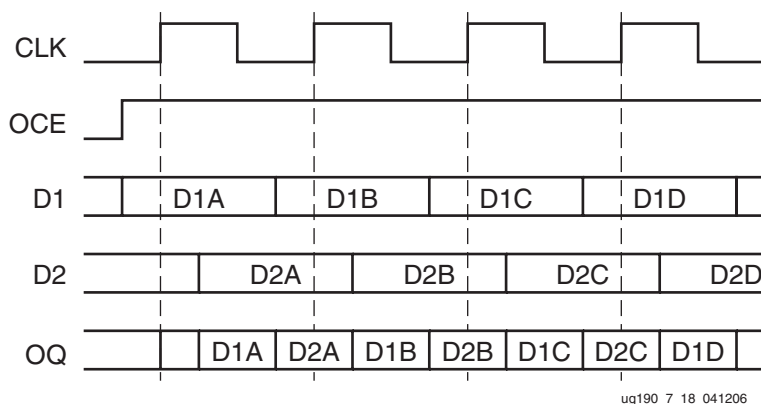 CLK
OCE
D1 D1A D1B D1C D1D
D2 D2A D2B D2C D2D
OQ D1A D2A D1B D2B D1C D2C D1D
ug190_7_18_041206